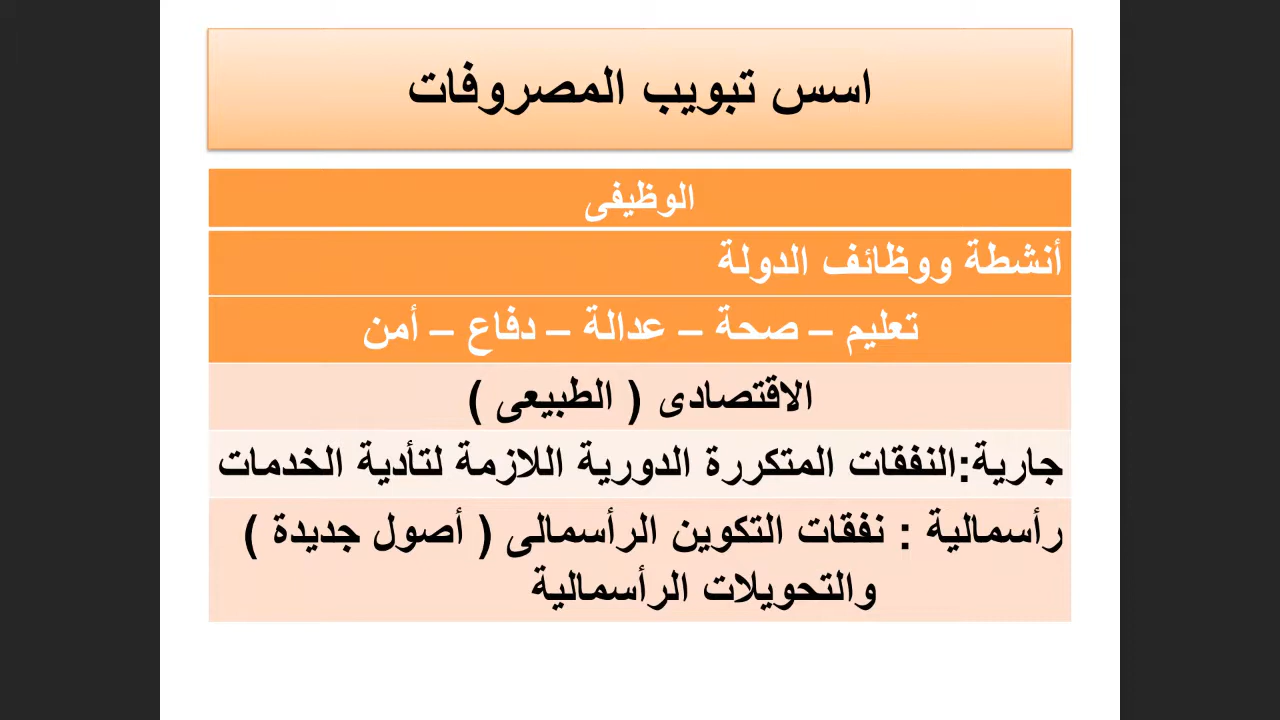 اسس تبويب المصروفات
الوظيفى
أنشطة ووظائف الدولة
تعليم – صحة – عدالة – دفاع – أمن
الاقتصادى ( الطبيعى )
جارية:النفقات المتكررة الدورية اللازمة لتأدية الخدمات
رأسمالية : نفقات التكوين الرأسمالى ( أصول جديدة )
والتحويلات الرأسمالية